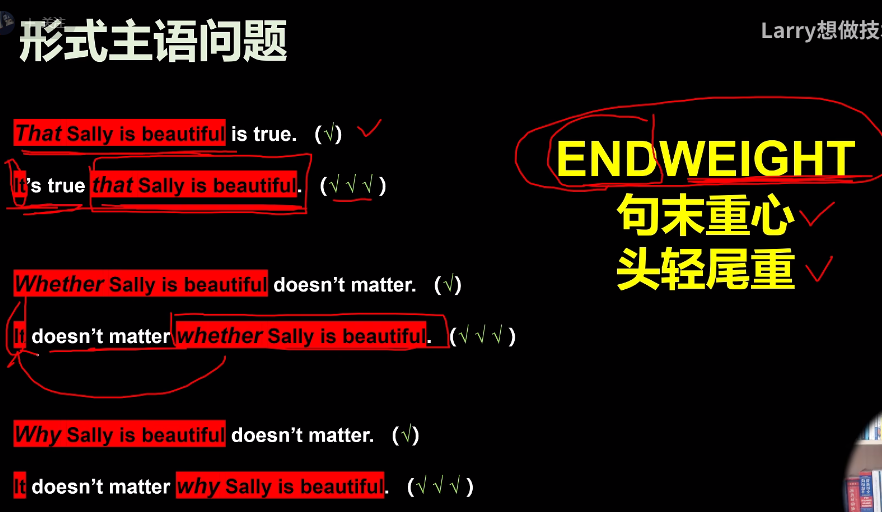 形式主语问题
Larry想做技
That Sally is beautiful is true. (√)
It's true that Sally is beautiful. (√ √ √)
Whether Sally is beautiful doesn't matter. (√)
It doesn't matter whether Sally is beautiful. (√ √ √)
Why Sally is beautiful doesn't matter. (√)
It doesn't matter why Sally is beautiful. (√ √ √)
ENDWEIGHT
句末重心
头轻尾重